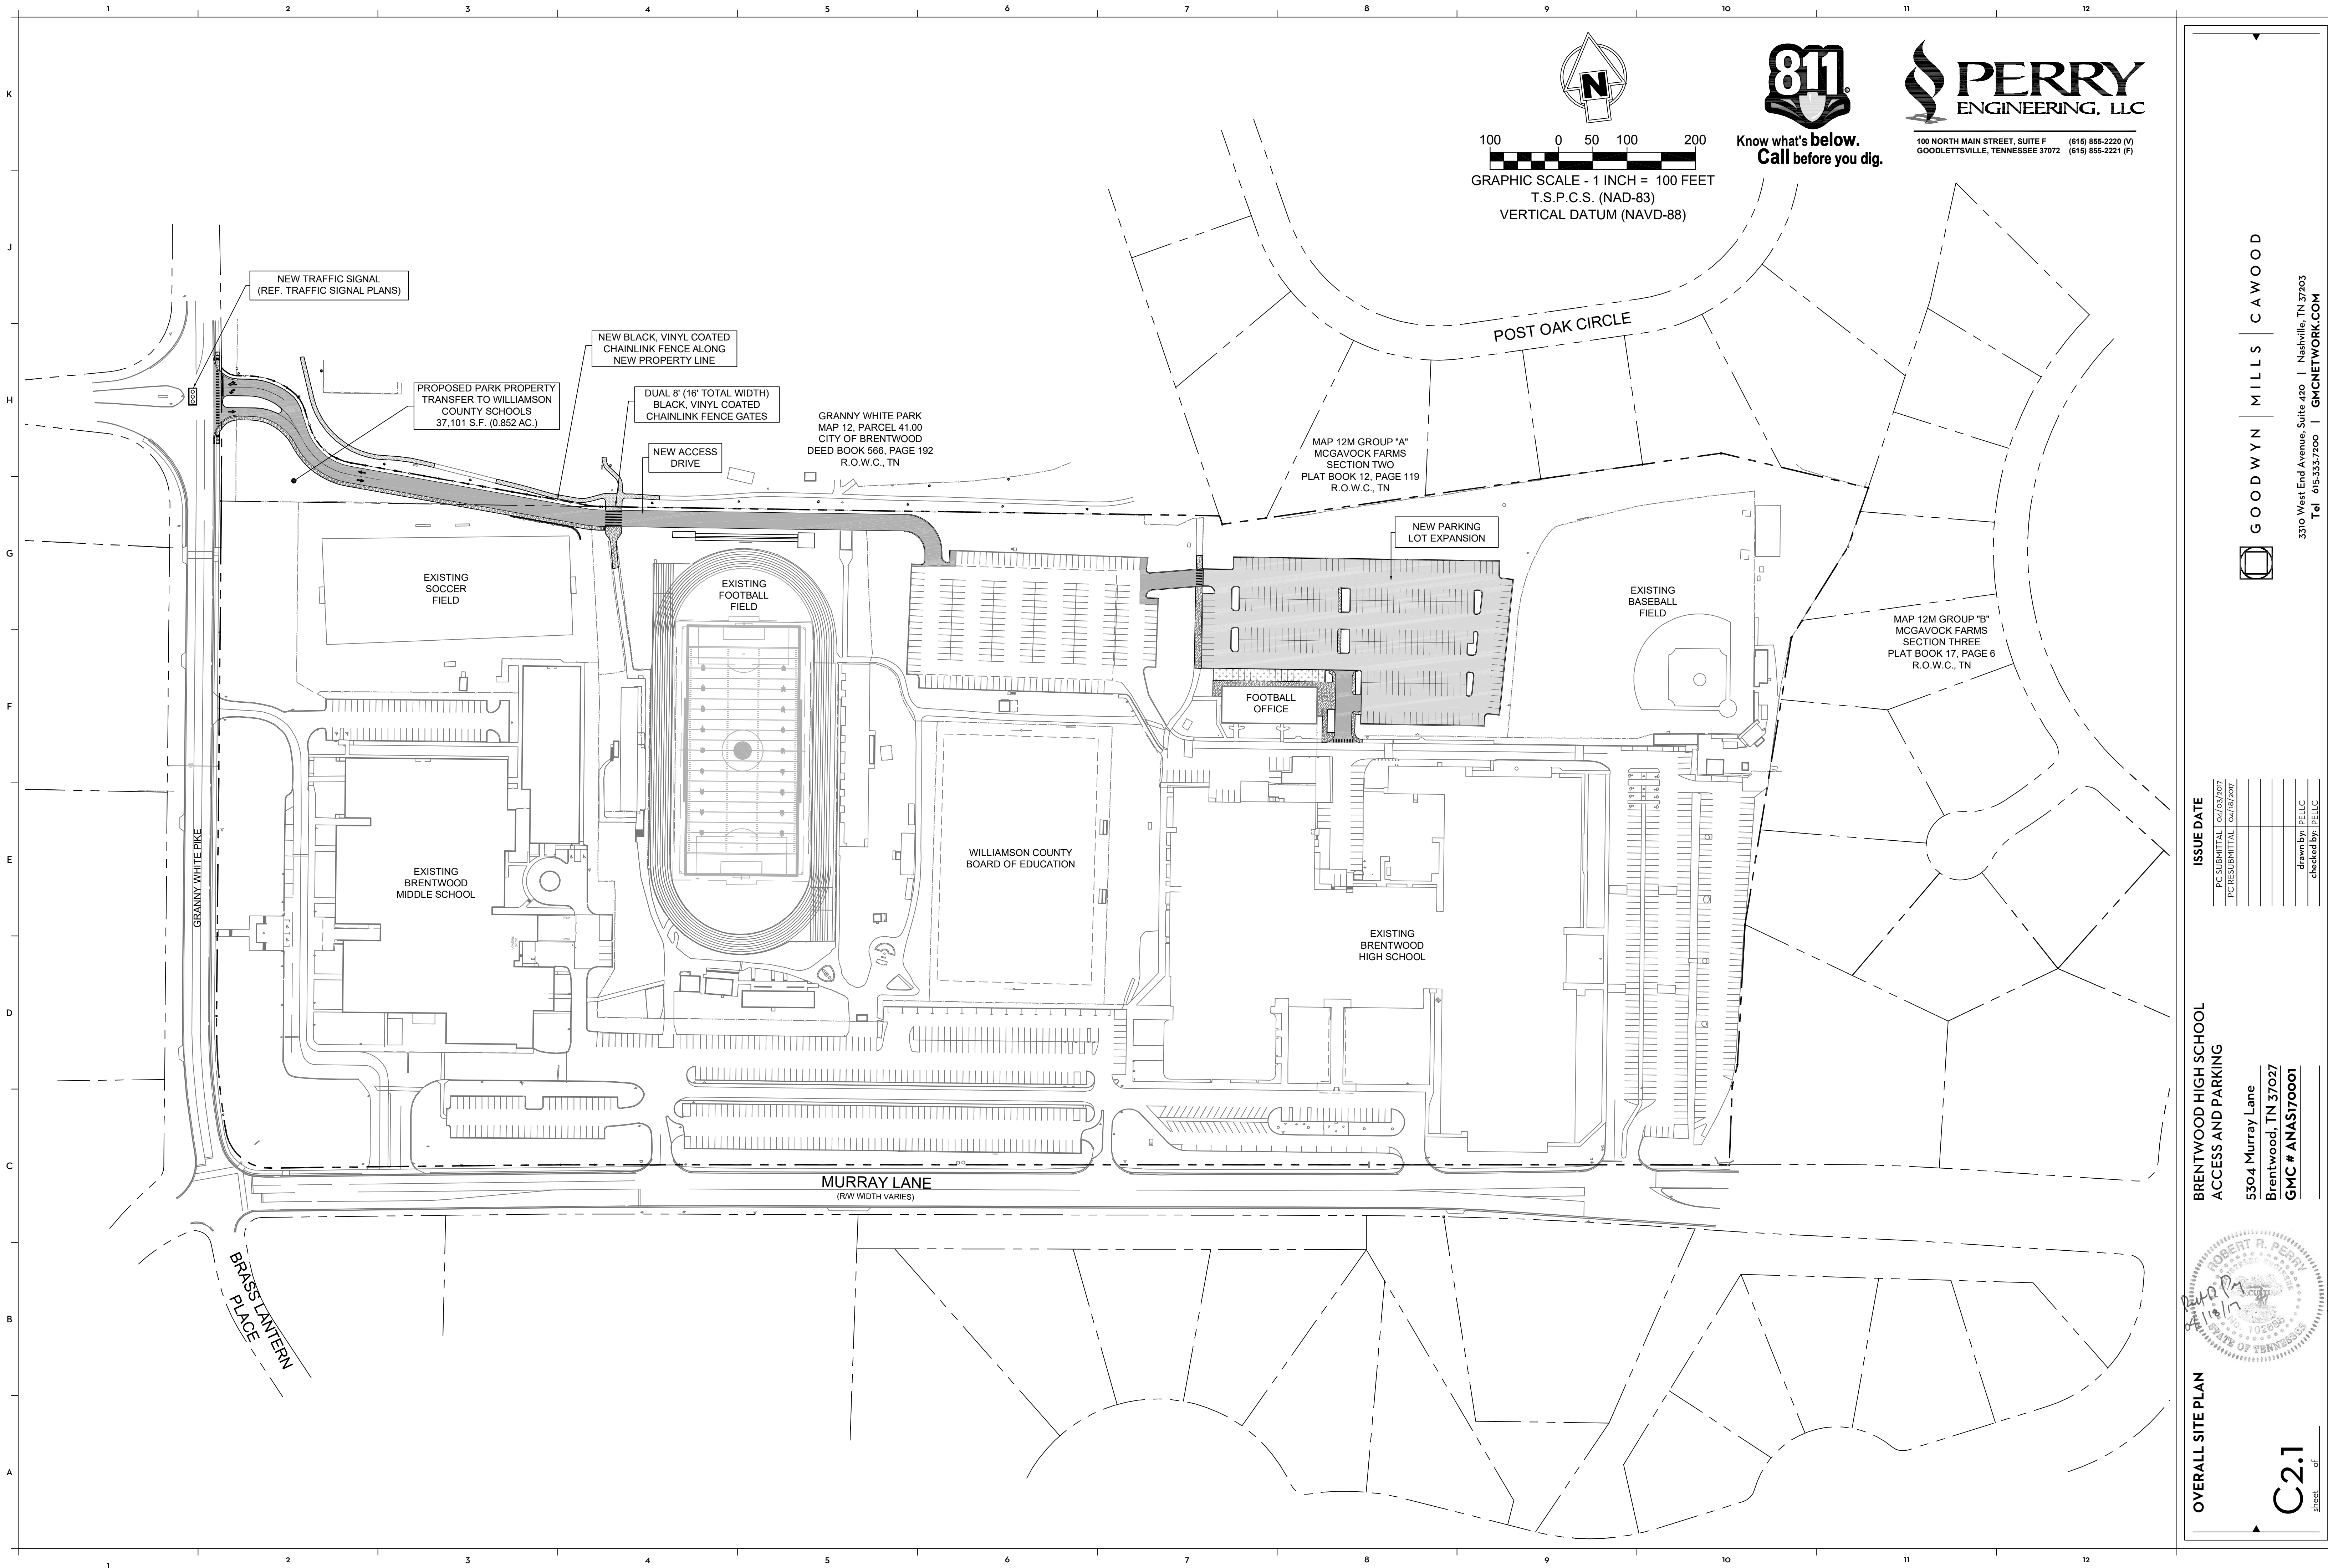 1 2 3 4 5 6 7 8 9 10 11 12
K
J
H
G
F
E
D
C
B
A
N
811
Know what's below.
Call before you dig.
PERRY
ENGINEERING, LLC
100 NORTH MAIN STREET, SUITE F (615) 855-2220 (V)
GOODLETTSVILLE, TENNESSEE 37072 (615) 855-2221 (F)
100 0 50 100 200
GRAPHIC SCALE - 1 INCH = 100 FEET
T.S.P.C.S. (NAD-83)
VERTICAL DATUM (NAVD-88)
NEW TRAFFIC SIGNAL
(REF. TRAFFIC SIGNAL PLANS)
NEW BLACK, VINYL COATED
CHAINLINK FENCE ALONG
NEW PROPERTY LINE
PROPOSED PARK PROPERTY
TRANSFER TO WILLIAMSON
COUNTY SCHOOLS
37,101 S.F. (0.852 AC.)
DUAL 8' (16' TOTAL WIDTH)
BLACK, VINYL COATED
CHAINLINK FENCE GATES
NEW ACCESS
DRIVE
GRANNY WHITE PARK
MAP 12, PARCEL 41.00
CITY OF BRENTWOOD
DEED BOOK 566, PAGE 192
R.O.W.C., TN
POST OAK CIRCLE
MAP 12M GROUP "A"
MCGAVOCK FARMS
SECTION TWO
PLAT BOOK 12, PAGE 119
R.O.W.C., TN
NEW PARKING
LOT EXPANSION
EXISTING
SOCCER
FIELD
EXISTING
FOOTBALL
FIELD
EXISTING
BASEBALL
FIELD
MAP 12M GROUP "B"
MCGAVOCK FARMS
SECTION THREE
PLAT BOOK 17, PAGE 6
R.O.W.C., TN
FOOTBALL
OFFICE
GRANNY WHITE PIKE
EXISTING
BRENTWOOD
MIDDLE SCHOOL
WILLIAMSON COUNTY
BOARD OF EDUCATION
EXISTING
BRENTWOOD
HIGH SCHOOL
MURRAY LANE
(R/W WIDTH VARIES)
BRASS LANTERN
PLACE
1 2 3 4 5 6 7 8 9 10 11 12
GOODWYN | MILLS | CAWOOD
3310 West End Avenue, Suite 420 | Nashville, TN 37203
Tel 615.333.7200 | GMCNETWORK.COM
ISSUE DATE
PC SUBMITTAL 04/03/2017
PC RESUBMITTAL 04/18/2017
drawn by: PELLC
checked by: PELLC
BRENTWOOD HIGH SCHOOL
ACCESS AND PARKING
5304 Murray Lane
Brentwood, TN 37027
GMC # ANAS170001
ROBERT R. PERRY
STATE OF TENNESSEE
OVERALL SITE PLAN
C2.1
sheet of